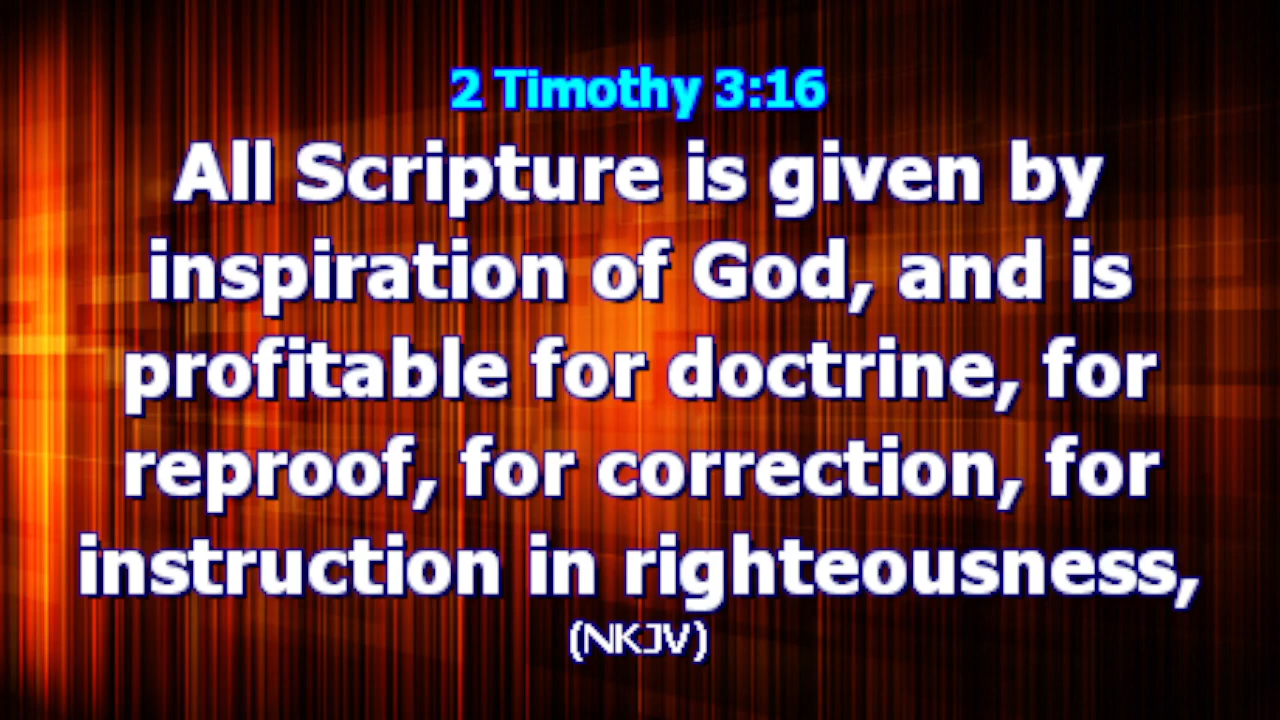 2 Timothy 3:16
All Scripture is given by
inspiration of God, and is
profitable for doctrine, for
reproof, for correction, for
instruction in righteousness,
(NKJV)